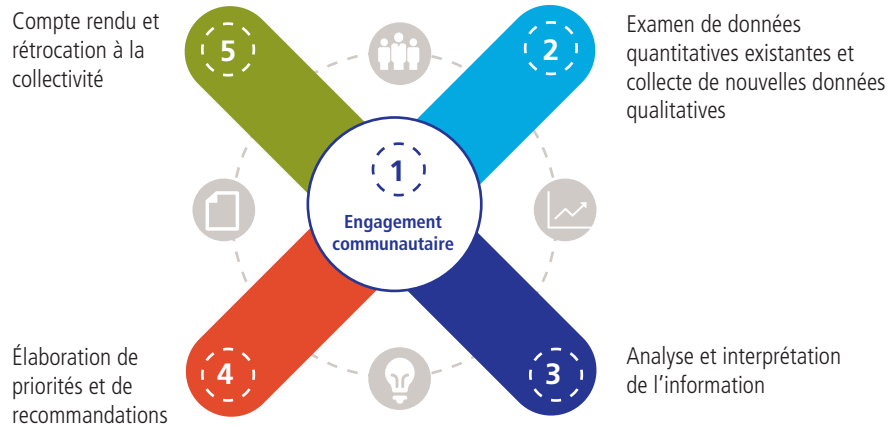 1
Engagement
communautaire
2
Examen de données
quantitatives existantes et
collecte de nouvelles données
qualitatives
3
Analyse et interprétation
de l’information
4
Élaboration de
priorités et de
recommandations
5
Compte rendu et
rétrocation à la
collectivité